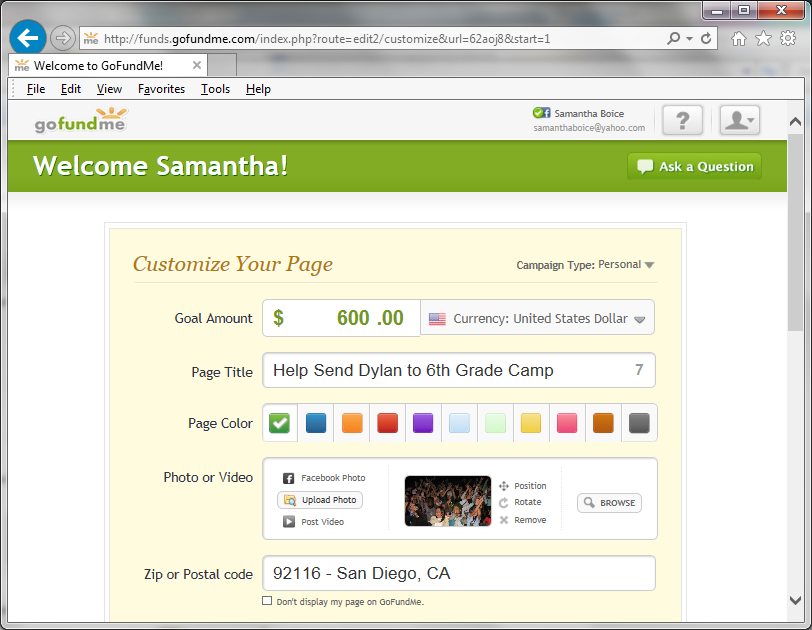 http://funds.gofundme.com/index.php?route=edit2/customize&url=62aoj8&start=1
me Welcome to GoFundMe!
File Edit View Favorites Tools Help
gofundme
Samantha Boice
samanthaboice@yahoo.com
?
Welcome Samantha!
Ask a Question
Customize Your Page
Campaign Type: Personal
Goal Amount $ 600 .00 Currency: United States Dollar
Page Title Help Send Dylan to 6th Grade Camp 7
Page Color
Photo or Video
Facebook Photo
Upload Photo
Post Video
Position
Rotate
Remove
BROWSE
Zip or Postal code 92116 - San Diego, CA
Don't display my page on GoFundMe.